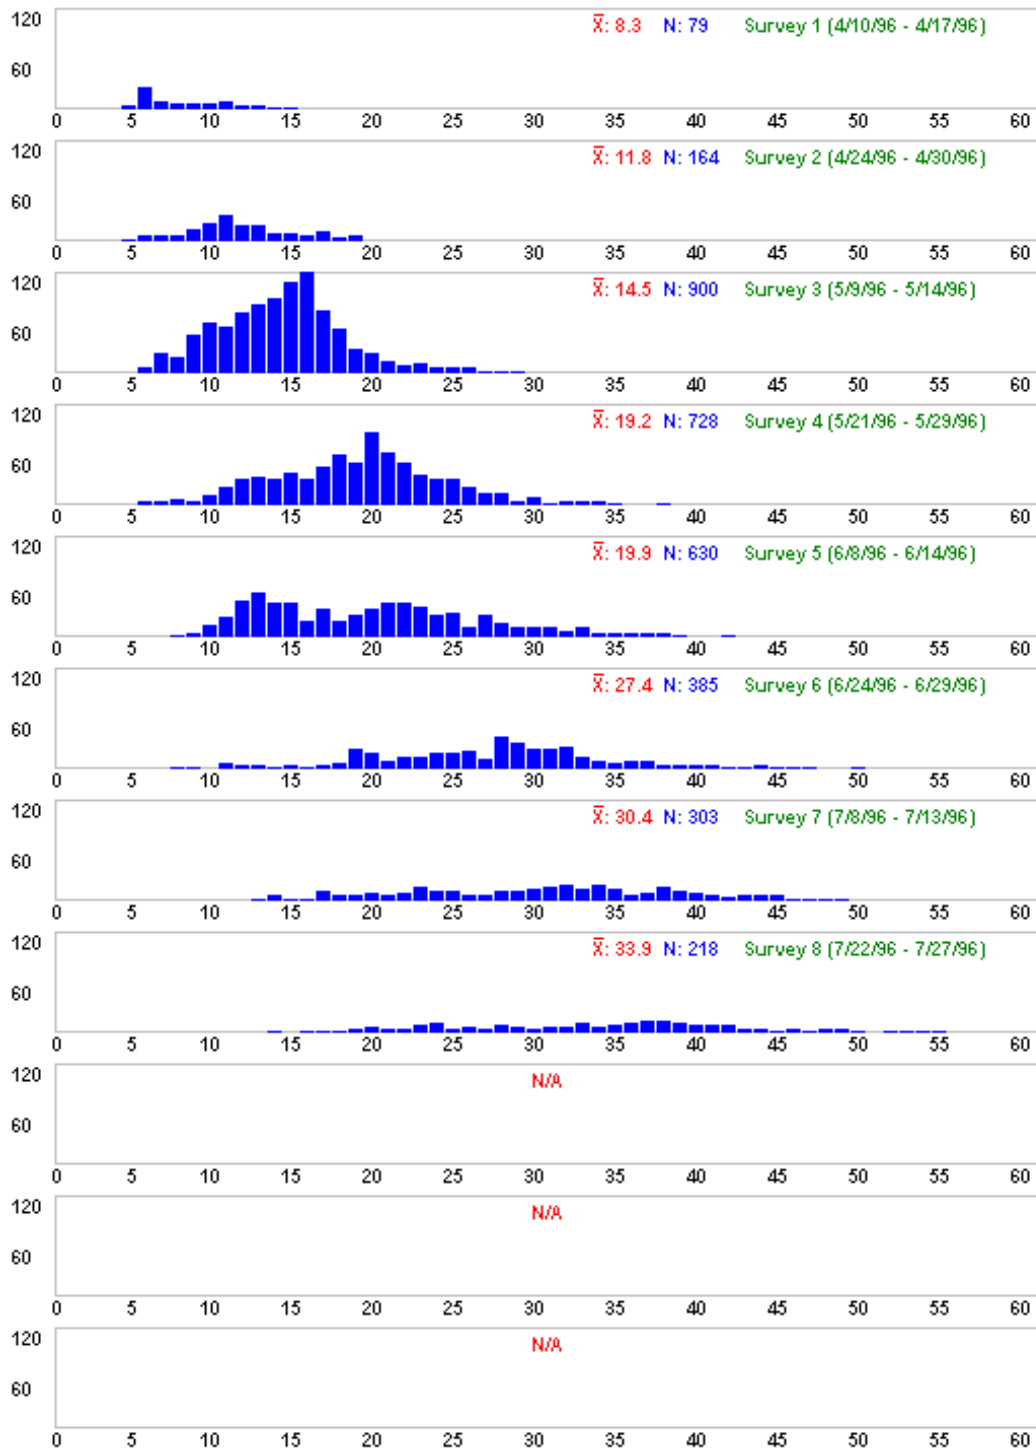 120 X̄: 8.3 N: 79 Survey 1 (4/10/96 - 4/17/96)
60
0 5 10 15 20 25 30 35 40 45 50 55 60
120 X̄: 11.8 N: 164 Survey 2 (4/24/96 - 4/30/96)
60
0 5 10 15 20 25 30 35 40 45 50 55 60
120 X̄: 14.5 N: 900 Survey 3 (5/9/96 - 5/14/96)
60
0 5 10 15 20 25 30 35 40 45 50 55 60
120 X̄: 19.2 N: 728 Survey 4 (5/21/96 - 5/29/96)
60
0 5 10 15 20 25 30 35 40 45 50 55 60
120 X̄: 19.9 N: 630 Survey 5 (6/8/96 - 6/14/96)
60
0 5 10 15 20 25 30 35 40 45 50 55 60
120 X̄: 27.4 N: 385 Survey 6 (6/24/96 - 6/29/96)
60
0 5 10 15 20 25 30 35 40 45 50 55 60
120 X̄: 30.4 N: 303 Survey 7 (7/8/96 - 7/13/96)
60
0 5 10 15 20 25 30 35 40 45 50 55 60
120 X̄: 33.9 N: 218 Survey 8 (7/22/96 - 7/27/96)
60
0 5 10 15 20 25 30 35 40 45 50 55 60
120 N/A
60
0 5 10 15 20 25 30 35 40 45 50 55 60
120 N/A
60
0 5 10 15 20 25 30 35 40 45 50 55 60
120 N/A
60
0 5 10 15 20 25 30 35 40 45 50 55 60